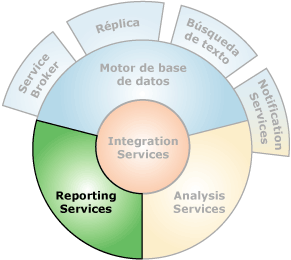 Service
Broker
Réplica
Búsqueda
de texto
Notification
Services
Motor de base
de datos
Integration
Services
Reporting
Services
Analysis
Services